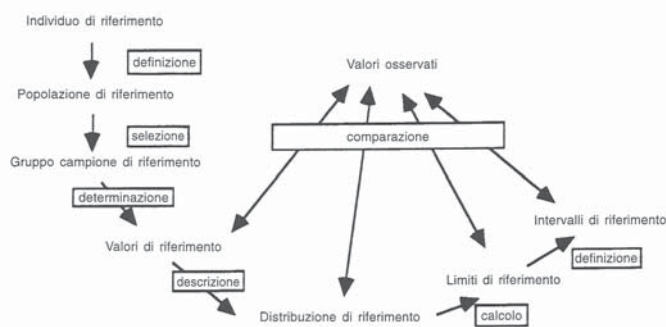 Individuo di riferimento
definizione
Popolazione di riferimento
selezione
Gruppo campione di riferimento
determinazione
Valori di riferimento
descrizione
Distribuzione di riferimento
calcolo
Limiti di riferimento
definizione
Intervalli di riferimento
Valori osservati
comparazione